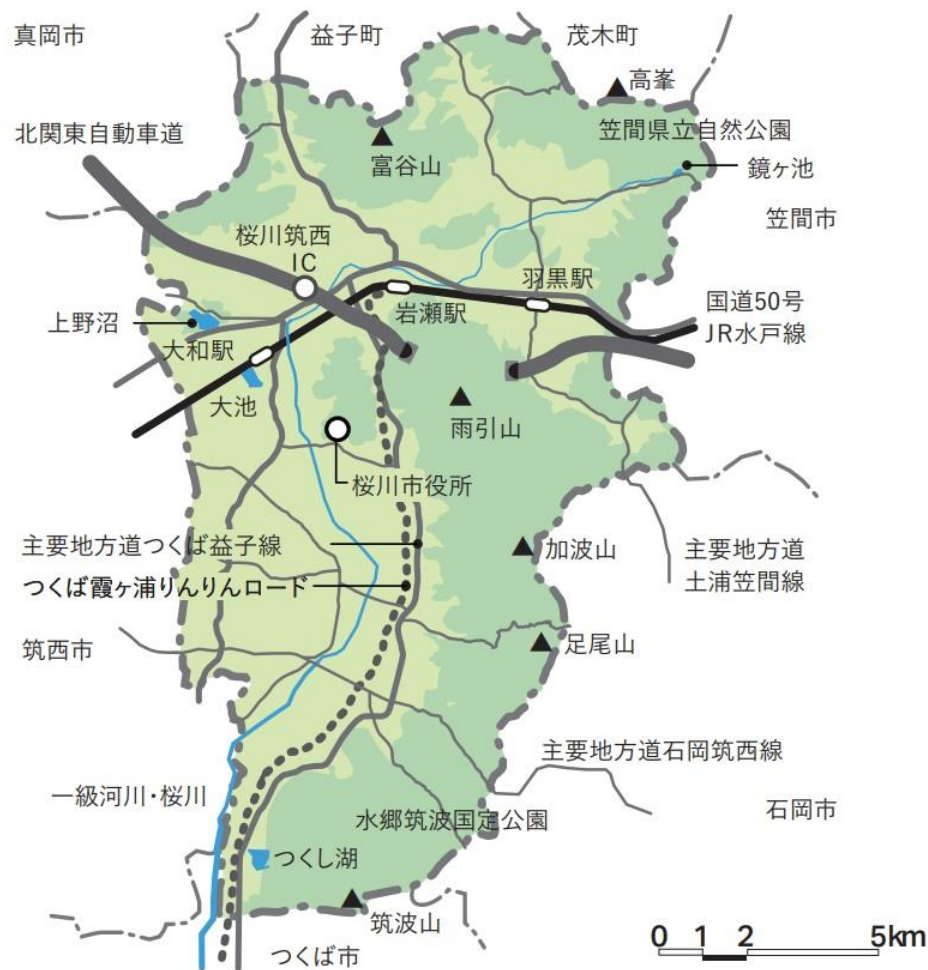 真岡市
益子町
茂木町
高峯
北関東自動車道
笠間県立自然公園
富谷山
鏡ヶ池
笠間市
桜川筑西
IC
羽黒駅
岩瀬駅
国道50号
JR水戸線
上野沼
大和駅
大池
雨引山
桜川市役所
主要地方道つくば益子線
加波山
主要地方道
土浦笠間線
つくば霞ヶ浦りんりんロード
筑西市
足尾山
主要地方道石岡筑西線
一級河川・桜川
水郷筑波国定公園
石岡市
つくし湖
筑波山
つくば市
0 1 2 5km